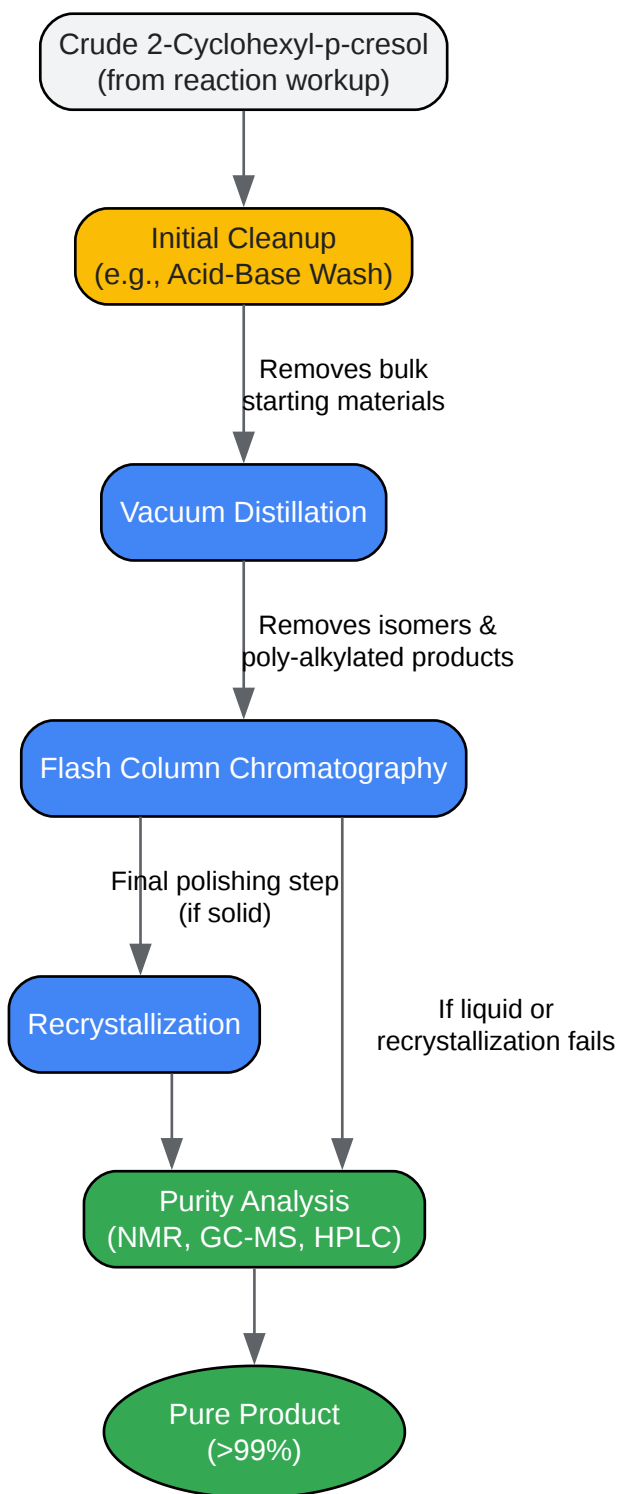 Crude 2-Cyclohexyl-p-cresol
(from reaction workup)
Initial Cleanup
(e.g., Acid-Base Wash)
Removes bulk
starting materials
Vacuum Distillation
Removes isomers &
poly-alkylated products
Flash Column Chromatography
Final polishing step
(if solid)
Recrystallization
If liquid or
recrystallization fails
Purity Analysis
(NMR, GC-MS, HPLC)
Pure Product
(>99%)